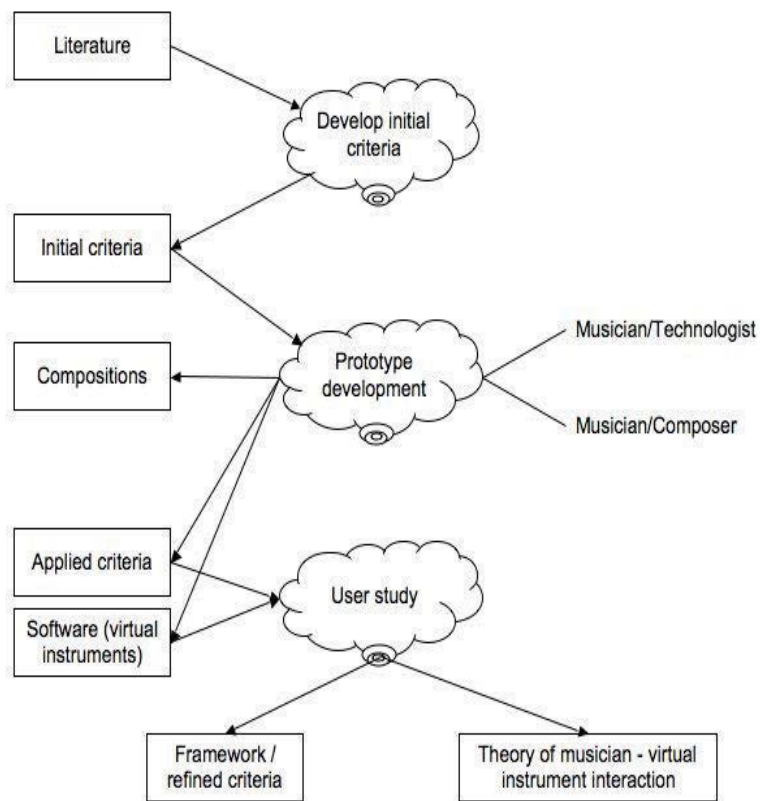 Literature
Develop initial
criteria
Initial criteria
Musician/Technologist
Compositions
Prototype
development
Musician/Composer
Applied criteria
User study
Software (virtual
instruments)
Framework /
refined criteria
Theory of musician - virtual
instrument interaction